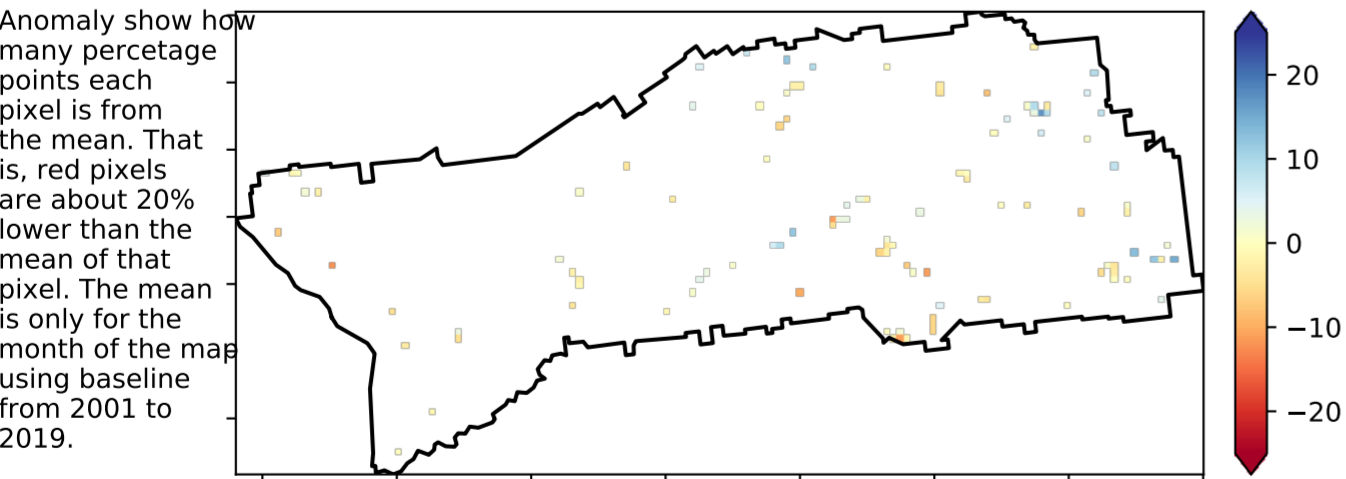 Anomaly show how
many percetage
points each
pixel is from
the mean. That
is, red pixels
are about 20%
lower than the
mean of that
pixel. The mean
is only for the
month of the map
using baseline
from 2001 to
2019.
20
10
0
−10
−20